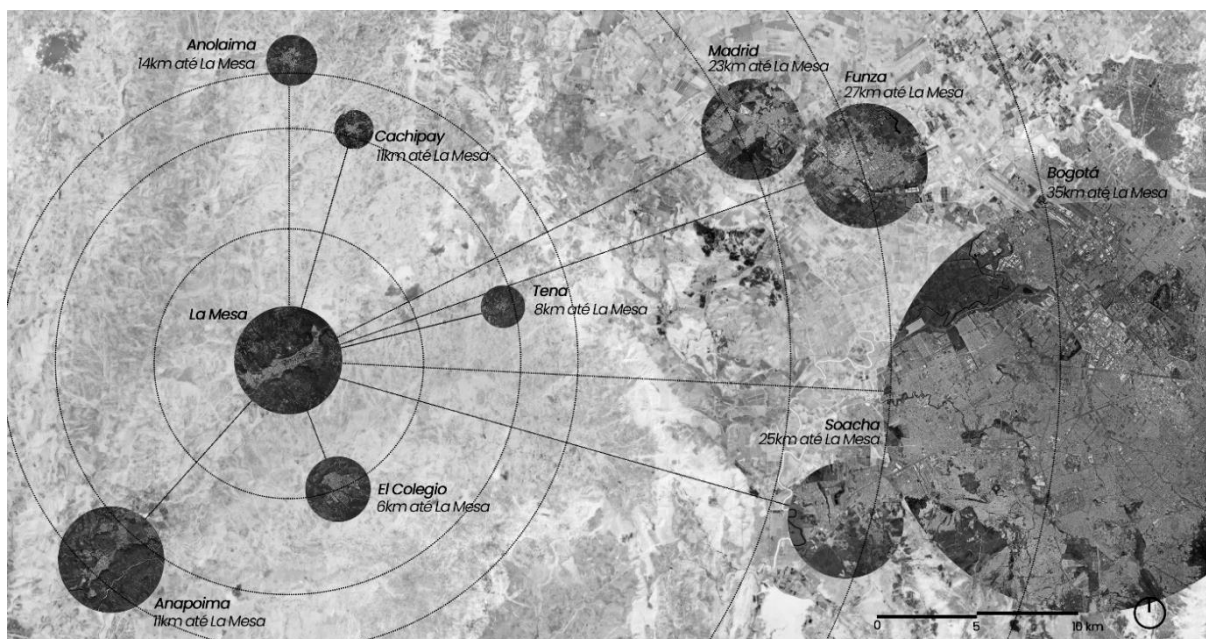 Anolaima
14km até La Mesa
Cachipay
11km até La Mesa
Madrid
23km até La Mesa
Funza
27km até La Mesa
Bogotá
35km até La Mesa
Tena
8km até La Mesa
La Mesa
Soacha
25km até La Mesa
El Colegio
6km até La Mesa
Anapoima
11km até La Mesa
0 5 10 km